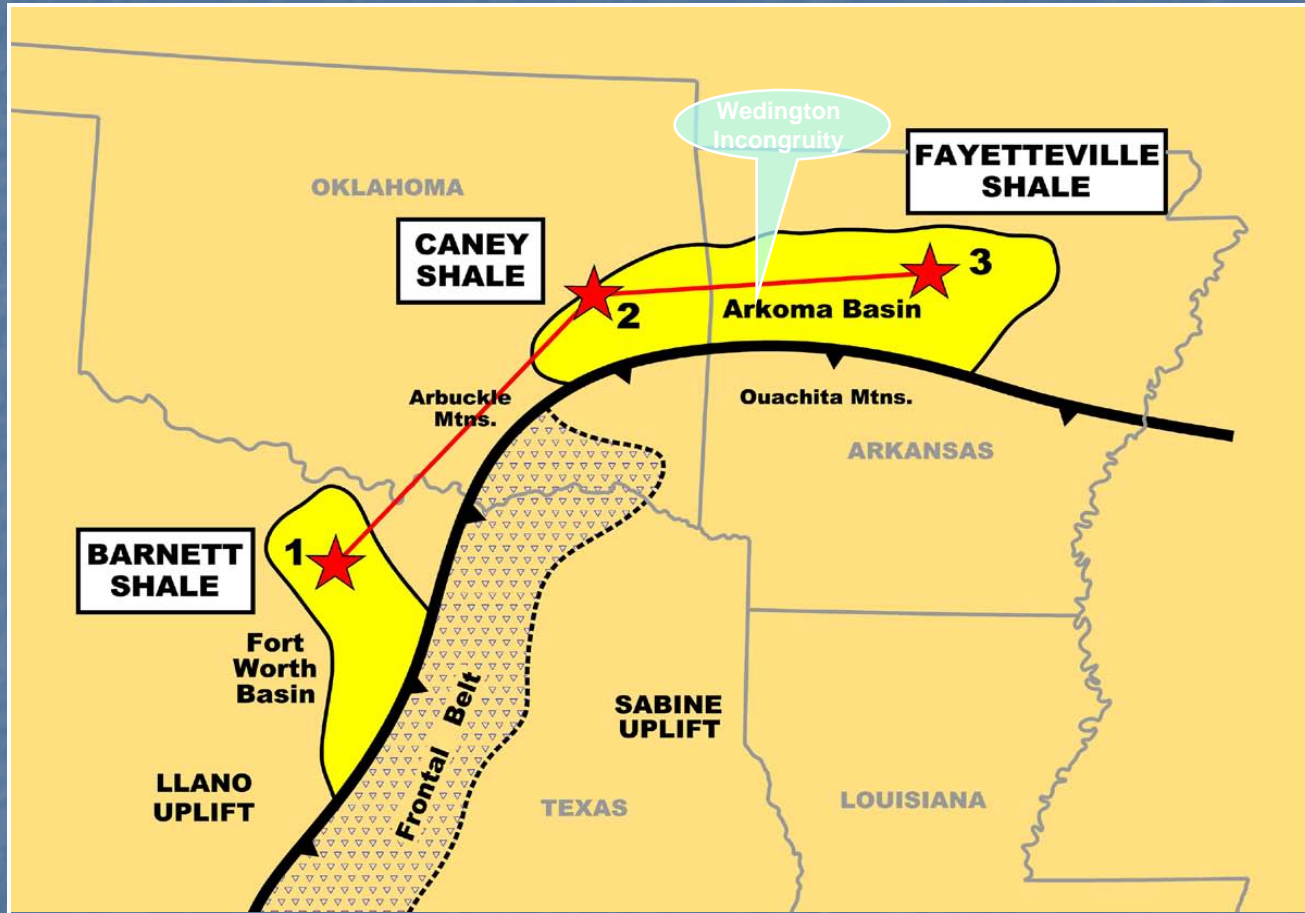 Wedington
Incongruity
FAYETTEVILLE
SHALE
OKLAHOMA
CANEY
SHALE
3
2
Arkoma Basin
Arbuckle
Mtns.
Ouachita Mtns.
ARKANSAS
BARNETT
SHALE
1
Fort
Worth
Basin
Frontal Belt
SABINE
UPLIFT
LLANO
UPLIFT
TEXAS
LOUISIANA